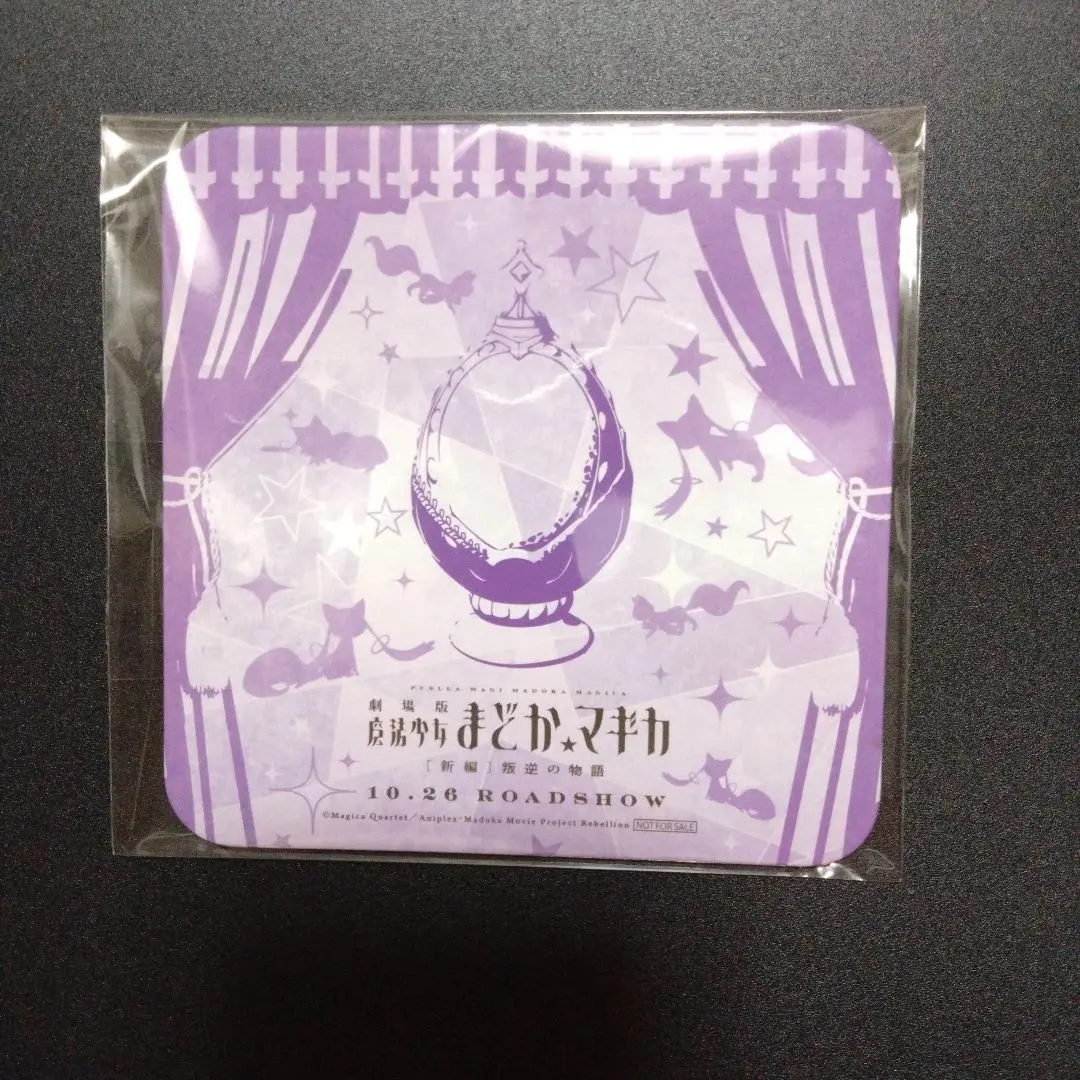 PUELLA MAGI MADOKA MAGICA
劇場版
魔法少女まどか★マギカ
[新編]叛逆の物語
10.26 ROADSHOW
©Magica Quartet／Aniplex・Madoka Movie Project Rebellion NOT FOR SALE